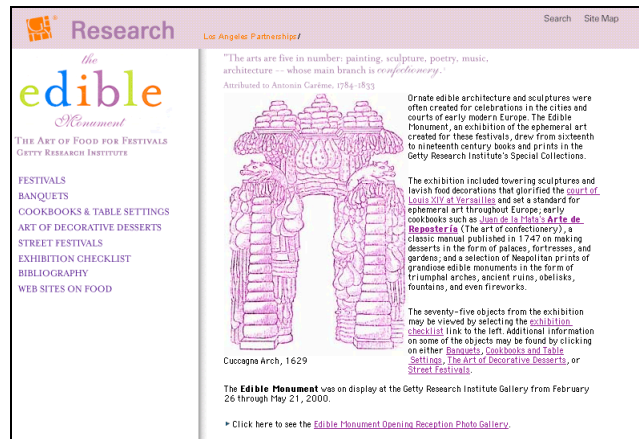 Research
Los Angeles Partnerships/
Search Site Map
the
edible
Monument
THE ART OF FOOD FOR FESTIVALS
GETTY RESEARCH INSTITUTE
FESTIVALS
BANQUETS
COOKBOOKS & TABLE SETTINGS
ART OF DECORATIVE DESSERTS
STREET FESTIVALS
EXHIBITION CHECKLIST
BIBLIOGRAPHY
WEB SITES ON FOOD
"The arts are five in number: painting, sculpture, poetry, music,
architecture -- whose main branch is confectionery."
Attributed to Antonin Carême, 1784-1833
Ornate edible architecture and sculptures were
often created for celebrations in the cities and
courts of early modern Europe. The Edible
Monument, an exhibition of the ephemeral art
created for these festivals, drew from sixteenth
to nineteenth century books and prints in the
Getty Research Institute's Special Collections.
The exhibition included towering sculptures and
lavish food decorations that glorified the court of
Louis XIV at Versailles and set a standard for
ephemeral art throughout Europe; early
cookbooks such as Juan de la Mata's Arte de
Repostería (The art of confectionery), a
classic manual published in 1747 on making
desserts in the form of palaces, fortresses, and
gardens; and a selection of Neapolitan prints of
grandiose edible monuments in the form of
triumphal arches, ancient ruins, obelisks,
fountains, and even fireworks.
The seventy-five objects from the exhibition
may be viewed by selecting the exhibition
checklist link to the left. Additional information
on some of the objects may be found by clicking
on either Banquets, Cookbooks and Table
Settings, The Art of Decorative Desserts, or
Street Festivals.
Cuccagna Arch, 1629
The Edible Monument was on display at the Getty Research Institute Gallery from February
26 through May 21, 2000.
Click here to see the Edible Monument Opening Reception Photo Gallery.